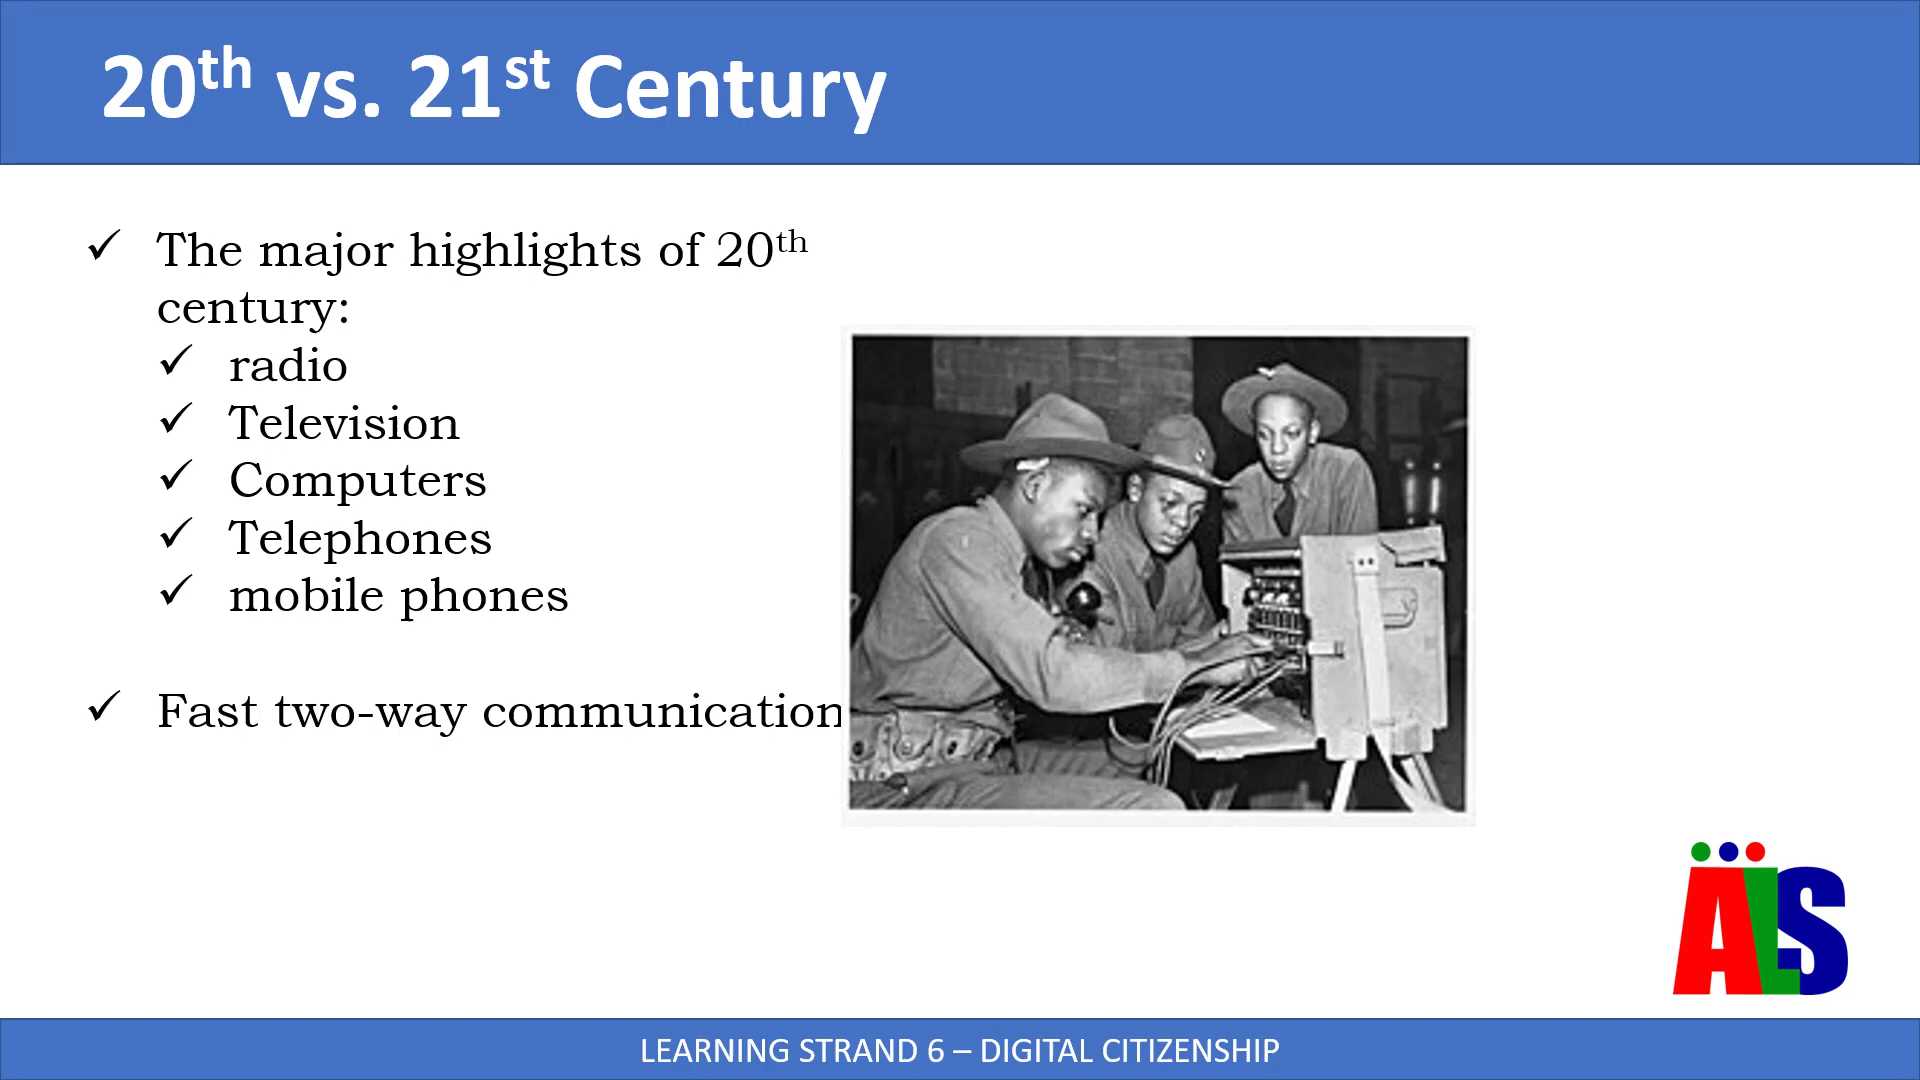 20th vs. 21st Century
The major highlights of 20th
century:
radio
Television
Computers
Telephones
mobile phones
Fast two-way communication
ALS
LEARNING STRAND 6 – DIGITAL CITIZENSHIP